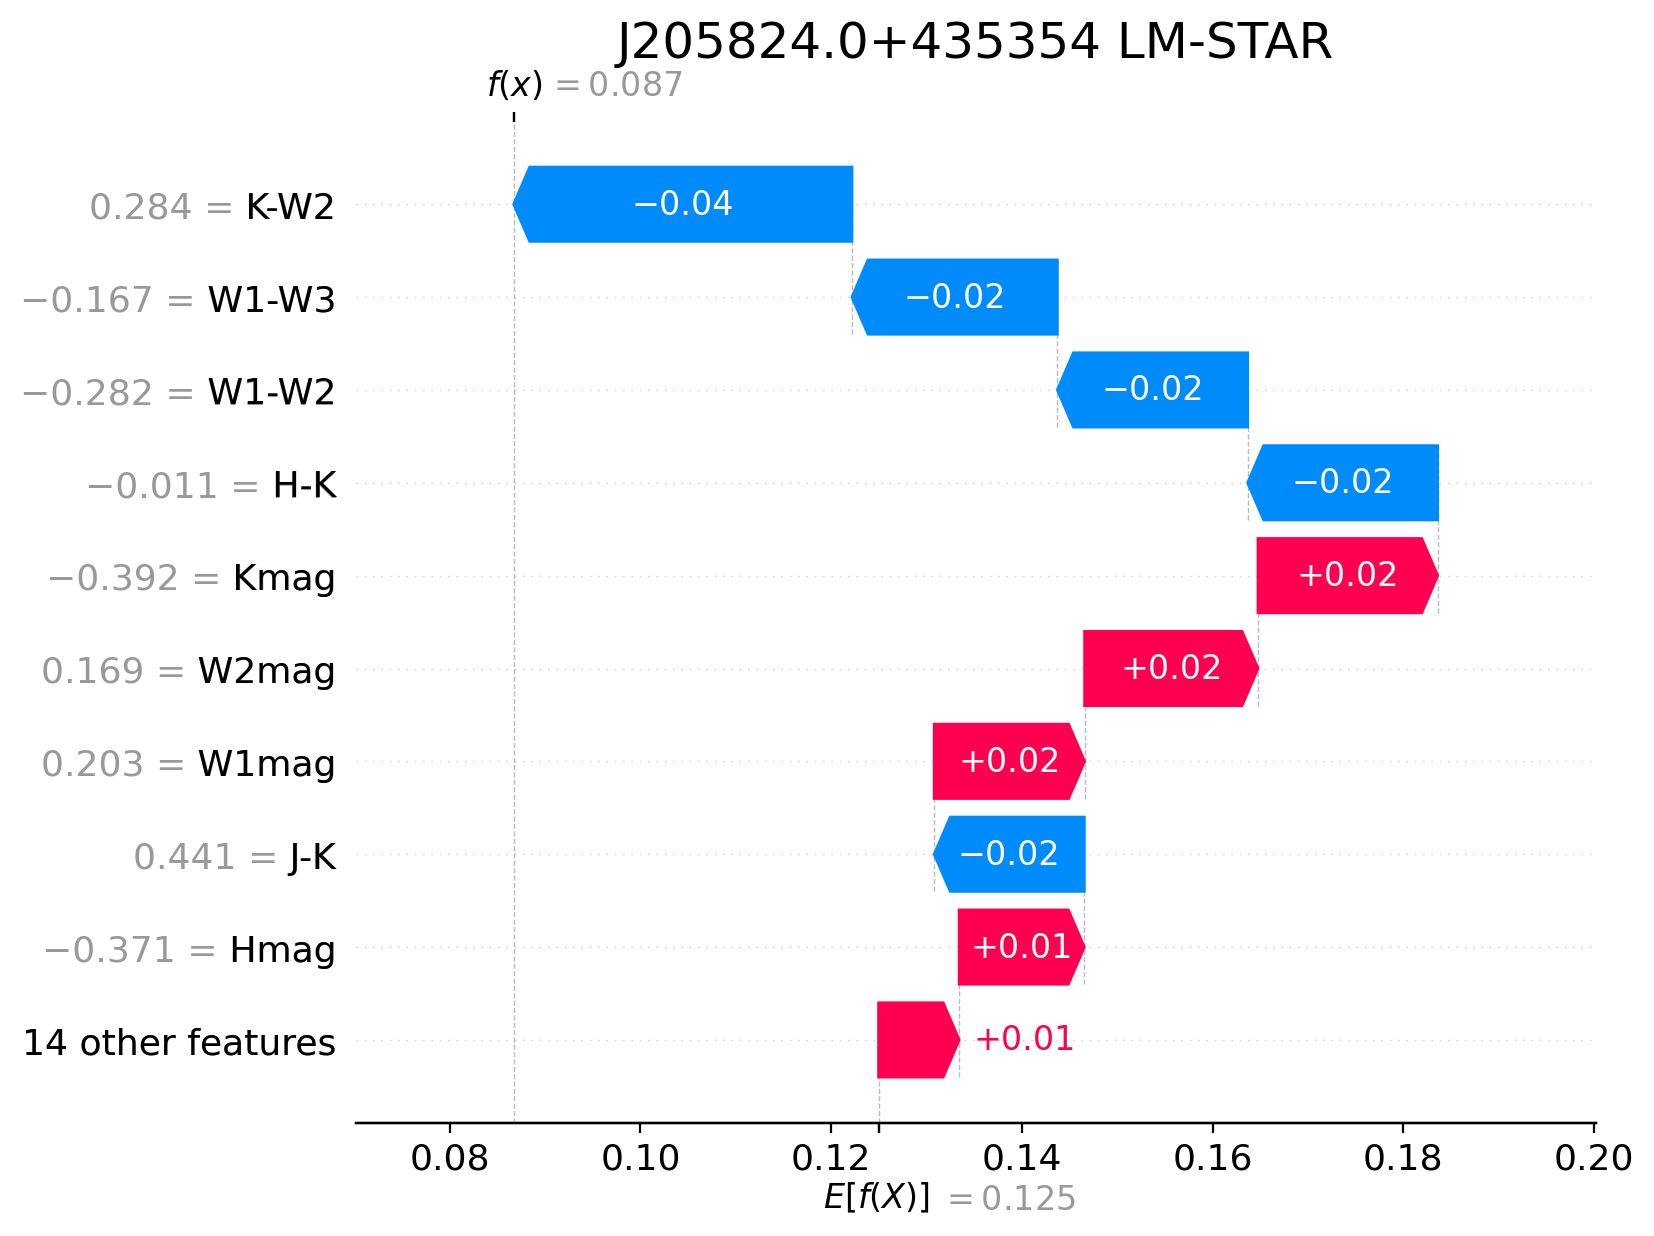 J205824.0+435354 LM-STAR
f(x) = 0.087
0.284 = K-W2
−0.04
−0.167 = W1-W3
−0.02
−0.282 = W1-W2
−0.02
−0.011 = H-K
−0.02
−0.392 = Kmag
+0.02
0.169 = W2mag
+0.02
0.203 = W1mag
+0.02
0.441 = J-K
−0.02
−0.371 = Hmag
+0.01
14 other features
+0.01
0.08 0.10 0.12 0.14 0.16 0.18 0.20
E[f(X)] = 0.125